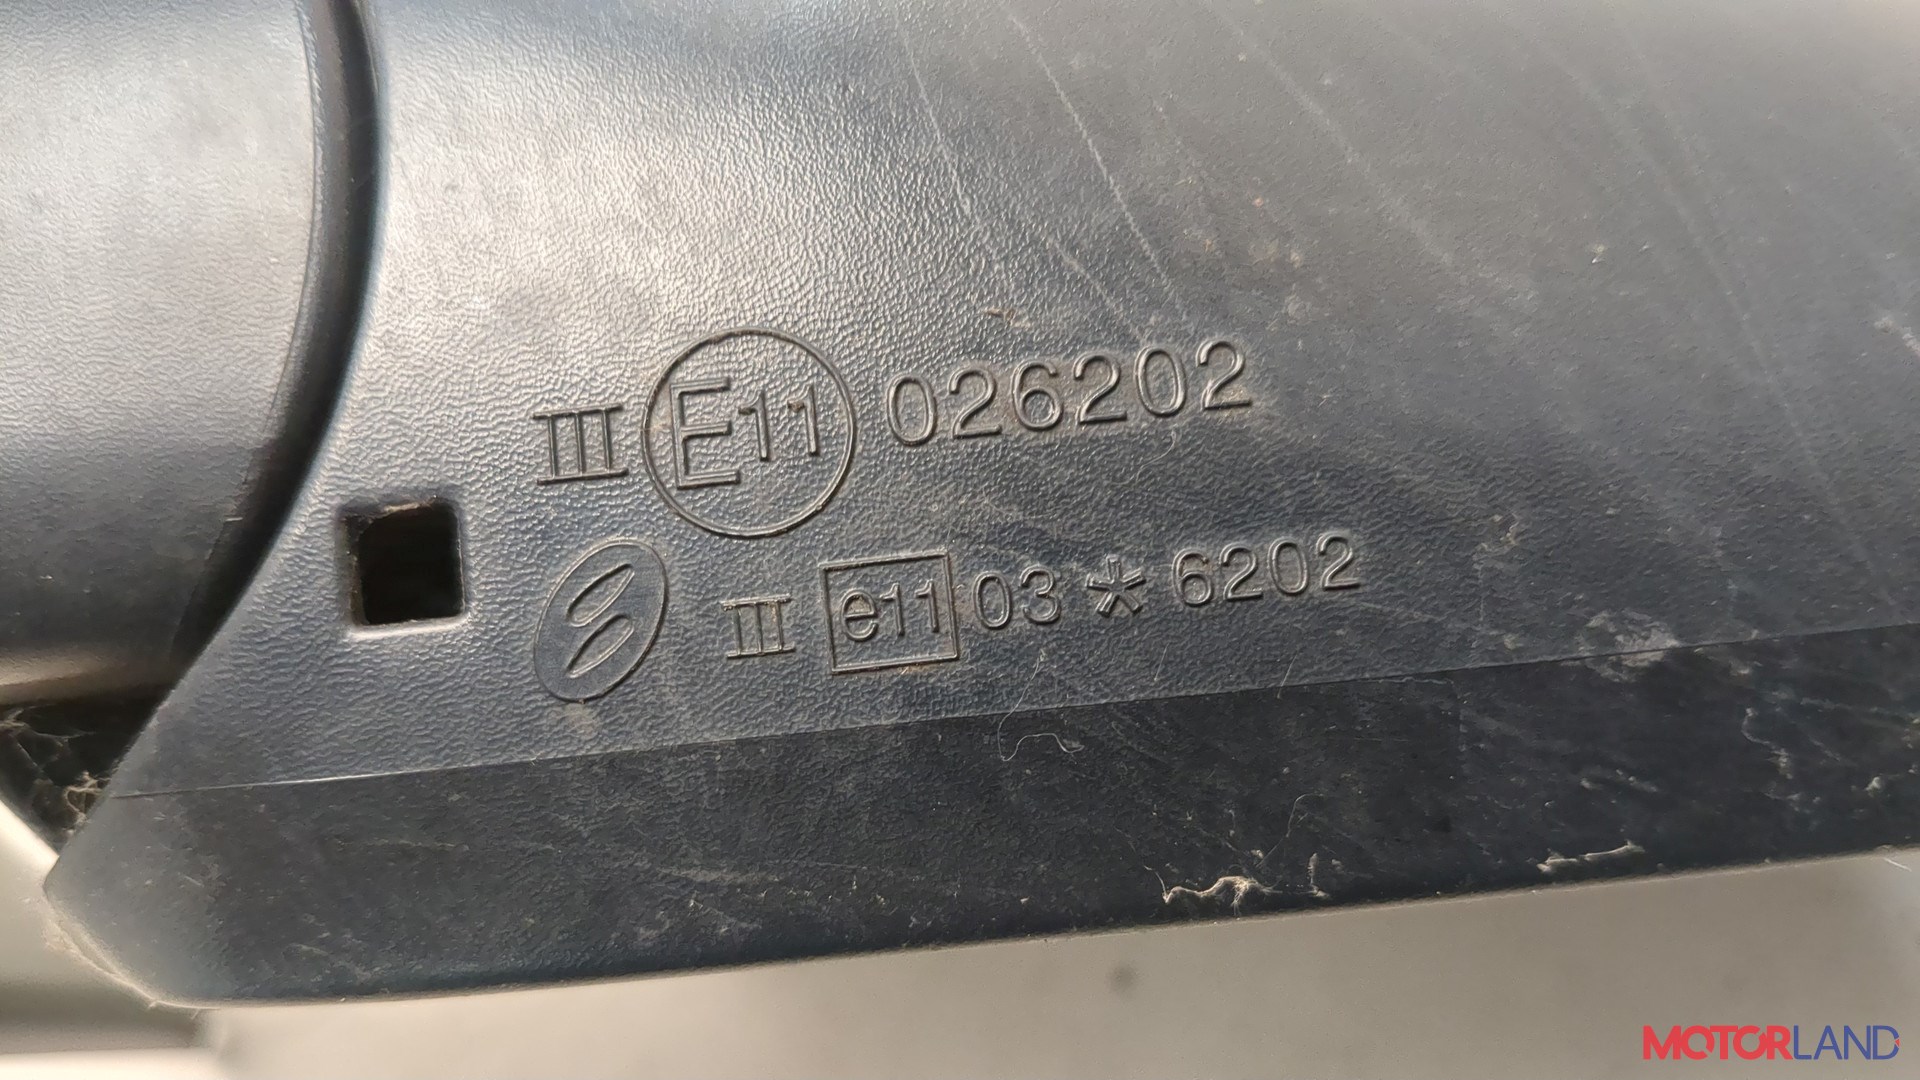 III E11 026202
III e11 03 * 6202
MOTORLAND